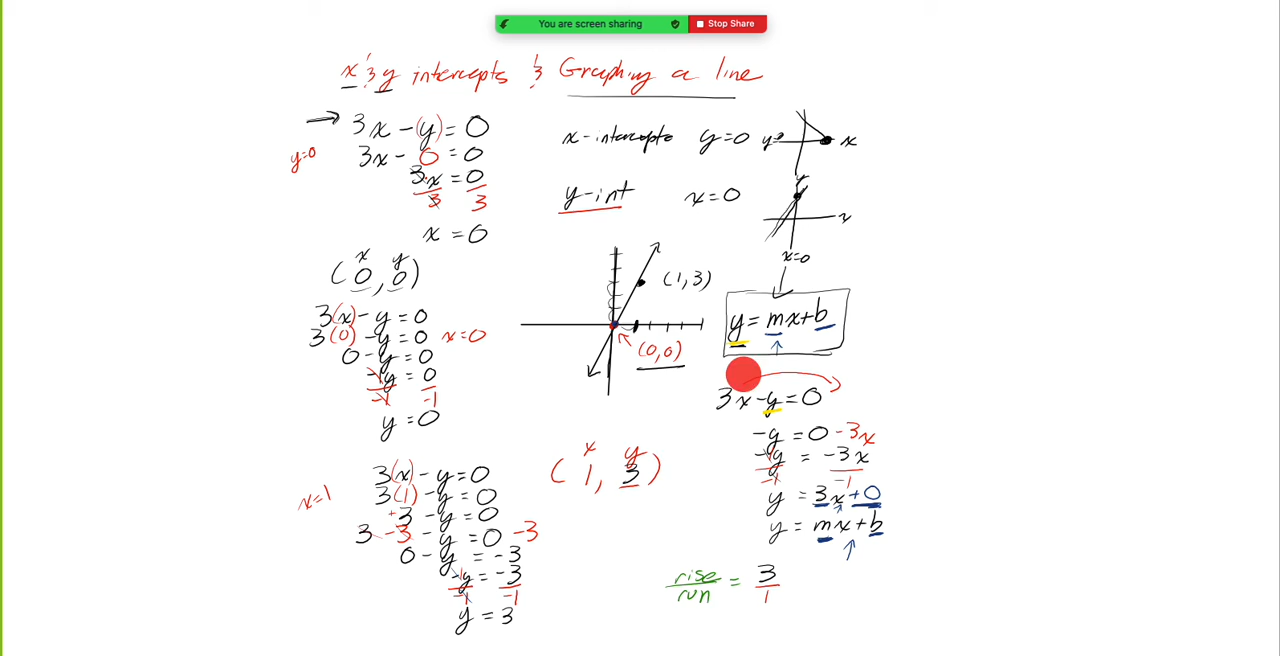 You are screen sharing
Stop Share
x & y intercepts & Graphing a line
3x - (y) = 0
y=0
3x - 0 = 0
3x = 0
3 3
x = 0
x y
(0, 0)
3(x) - y = 0
3(0) - y = 0 x=0
0 - y = 0
-y = 0
-1 -1
y = 0
3(x) - y = 0
x=1
3(1) - y = 0
+3 - y = 0
3 - 3 - y = 0 - 3
0 - y = -3
-y = -3
-1 -1
y = 3
x-intercepts y=0
x
y-int x=0
y
x
x=0
(1, 3)
(0,0)
x y
(1, 3)
y = mx+b
3x - y = 0
-y = 0 - 3x
-y = -3x
-1 -1
y = 3x + 0
y = mx + b
rise = 3
run 1